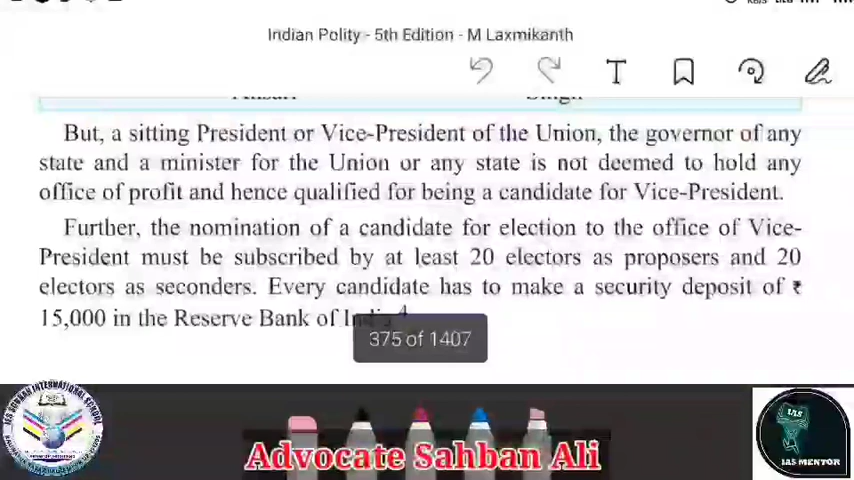 Indian Polity - 5th Edition - M Laxmikanth
But, a sitting President or Vice-President of the Union, the governor of any
state and a minister for the Union or any state is not deemed to hold any
office of profit and hence qualified for being a candidate for Vice-President.
Further, the nomination of a candidate for election to the office of Vice-
President must be subscribed by at least 20 electors as proposers and 20
electors as seconders. Every candidate has to make a security deposit of ₹
15,000 in the Reserve Bank of India.4
375 of 1407
Advocate Sahban Ali
IAS
IAS MENTOR